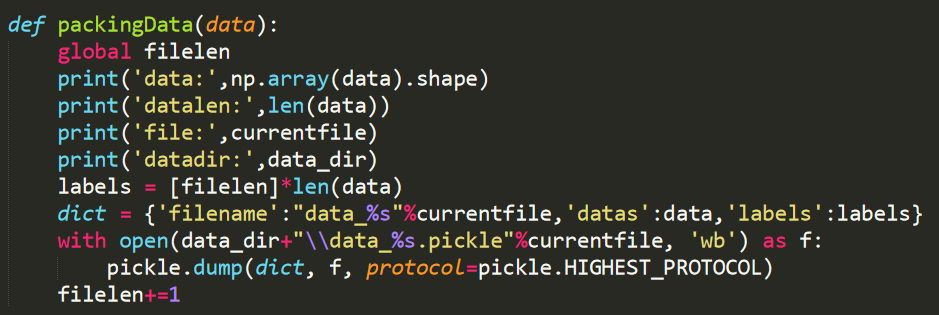 def packingData(data):
    global filelen
    print('data:',np.array(data).shape)
    print('datalen:',len(data))
    print('file:',currentfile)
    print('datadir:',data_dir)
    labels = [filelen]*len(data)
    dict = {'filename':"data_%s"%currentfile,'datas':data,'labels':labels}
    with open(data_dir+"\\data_%s.pickle"%currentfile, 'wb') as f:
        pickle.dump(dict, f, protocol=pickle.HIGHEST_PROTOCOL)
    filelen+=1